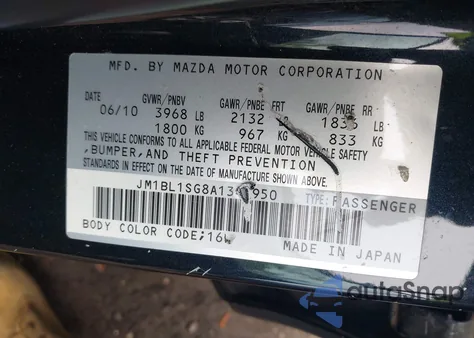 MFD. BY MAZDA MOTOR CORPORATION
DATE GVWR/PNBV GAWR/PNBE FRT GAWR/PNBE RR
06/10 3968 LB 2132 1835 LB
1800 KG 967 KG 833 KG
THIS VEHICLE CONFORMS TO ALL APPLICABLE FEDERAL MOTOR VEHICLE SAFETY
,BUMPER,AND THEFT PREVENTION
STANDARDS IN EFFECT ON THE DATE OF MANUFACTURE SHOWN ABOVE.
TYPE:PASSENGER
BODY COLOR CODE;16W
MADE IN JAPAN
autoSnap